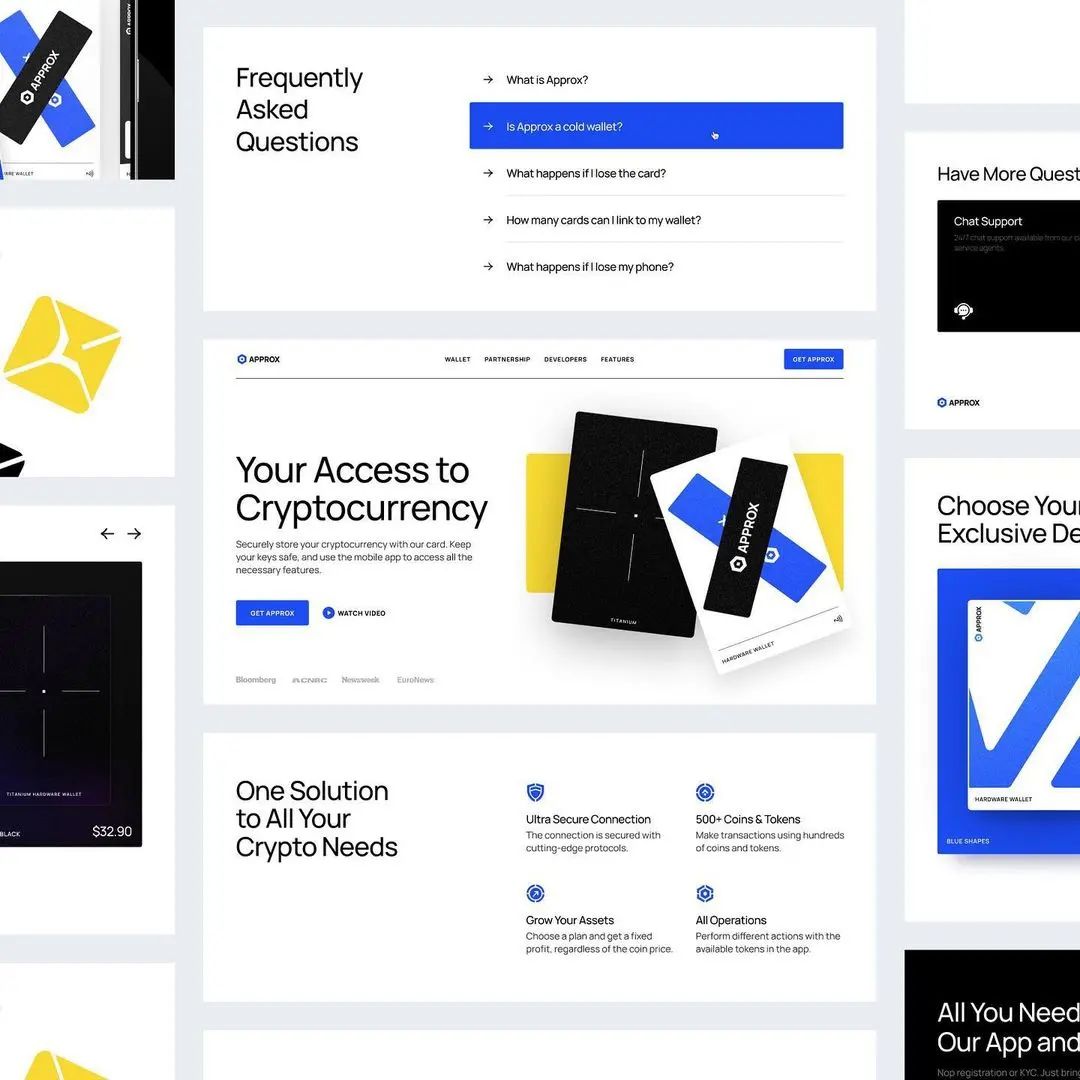 APPROX
WARE WALLET
Frequently
Asked
Questions
What is Approx?
Is Approx a cold wallet?
What happens if I lose the card?
How many cards can I link to my wallet?
What happens if I lose my phone?
APPROX
WALLET
PARTNERSHIP
DEVELOPERS
FEATURES
GET APPROX
Your Access to
Cryptocurrency
Securely store your cryptocurrency with our card. Keep
your keys safe, and use the mobile app to access all the
necessary features.
GET APPROX
WATCH VIDEO
Bloomberg
CNBC
Newsweek
EuroNews
TITANIUM
APPROX
HARDWARE WALLET
One Solution
to All Your
Crypto Needs
Ultra Secure Connection
The connection is secured with
cutting-edge protocols.
500+ Coins & Tokens
Make transactions using hundreds
of coins and tokens.
Grow Your Assets
Choose a plan and get a fixed
profit, regardless of the coin price.
All Operations
Perform different actions with the
available tokens in the app.
TITANIUM HARDWARE WALLET
BLACK
$32.90
Have More Quest
Chat Support
24/7 chat support available from our c
service agents.
APPROX
Choose Your
Exclusive De
APPROX
HARDWARE WALLET
BLUE SHAPES
All You Need
Our App and
Nop registration or KYC. Just bring